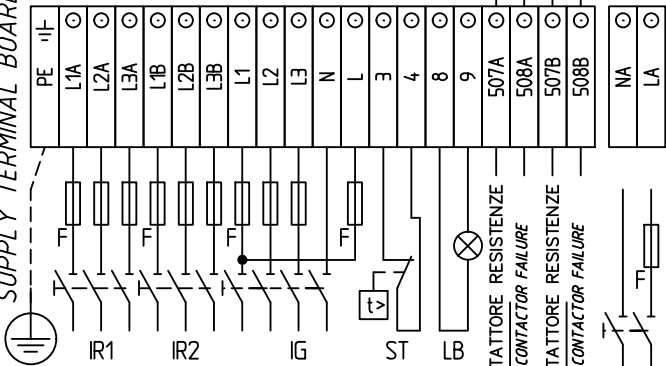 SUPPLY TERMINAL BOARD
PE L1A L2A L3A L1B L2B L3B L1 L2 L3 N L 3 4 8 9 507A 508A 507B 508B NA LA
F F F F F
t>
IR1 IR2 IG ST LB
TATTORE RESISTENZE
CONTACTOR FAILURE
TATTORE RESISTENZE
CONTACTOR FAILURE